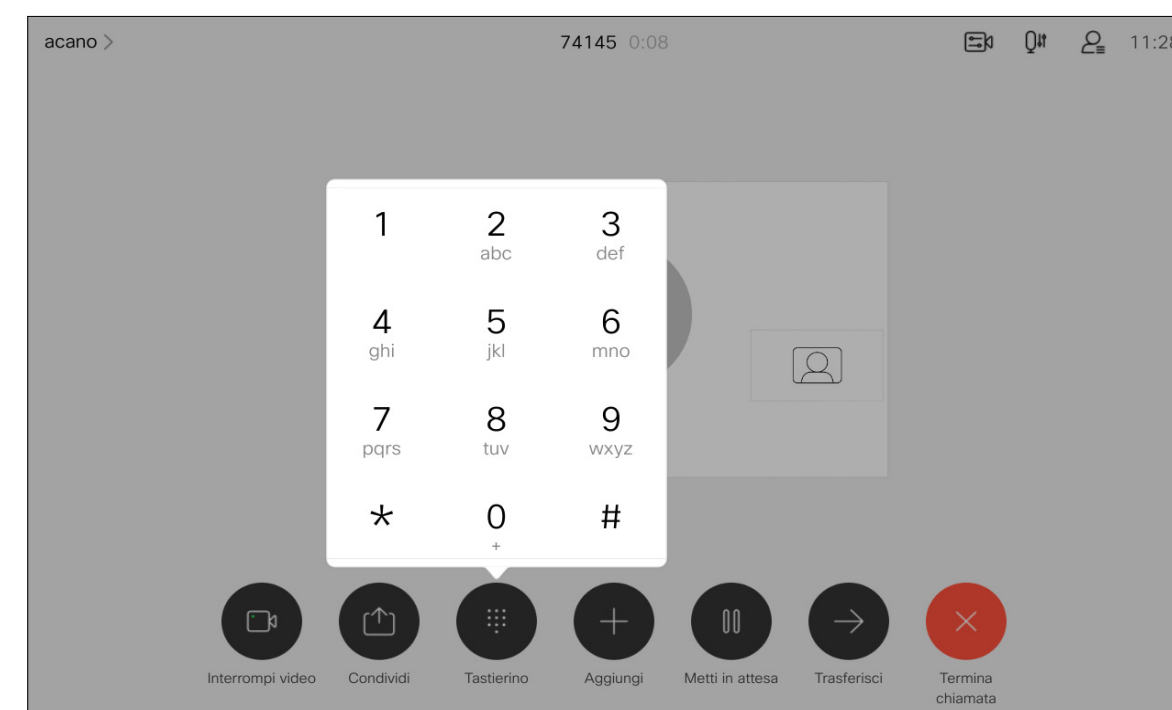 acano >
74145 0:08
11:28
1 2 3
abc def
4 5 6
ghi jkl mno
7 8 9
pqrs tuv wxyz
* 0 #
+
Interrompi video Condividi Tastierino Aggiungi Metti in attesa Trasferisci Termina
chiamata